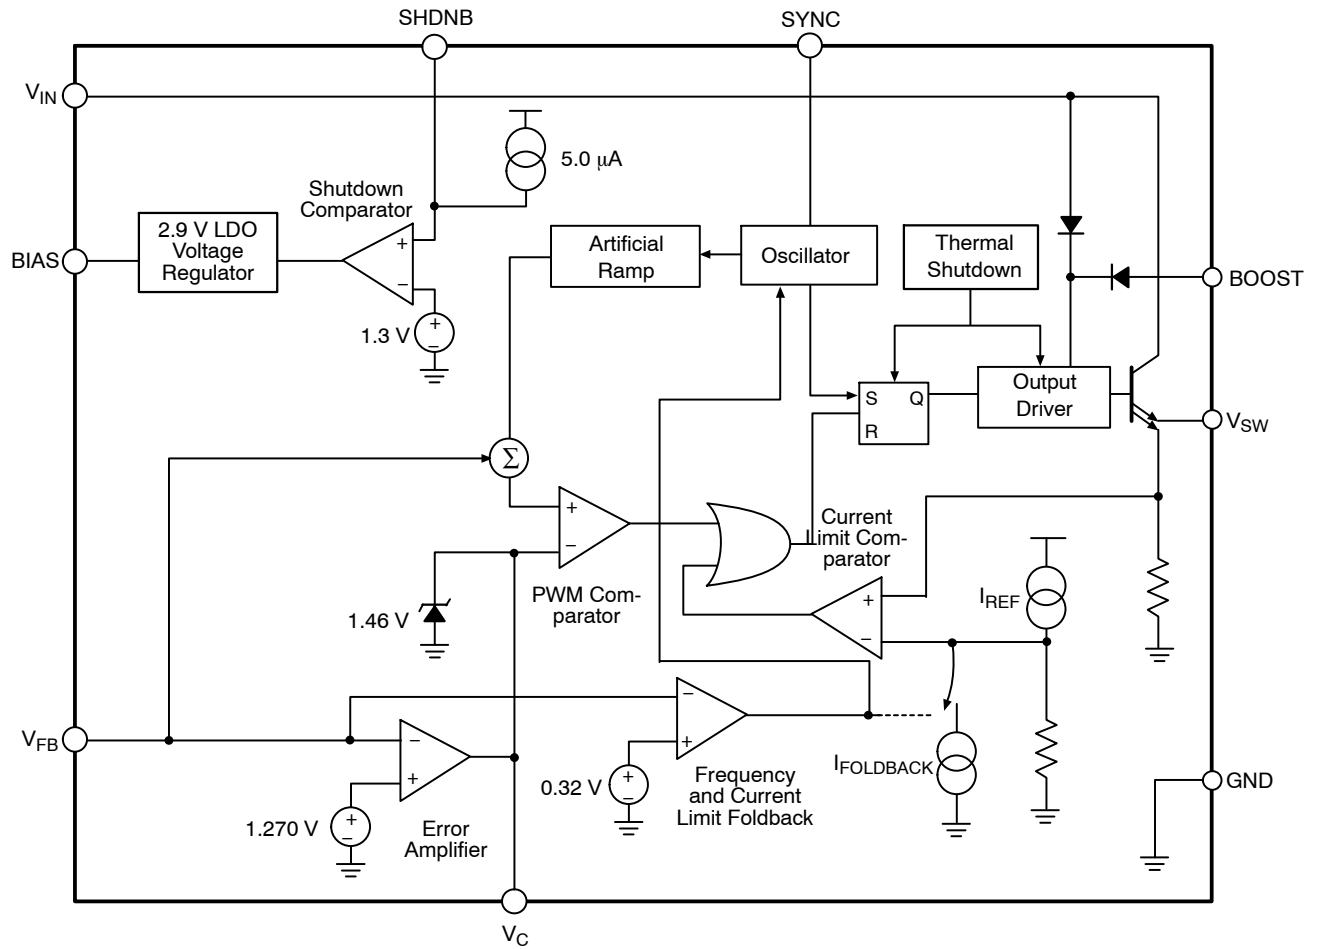 SHDNB
SYNC
VIN
5.0 μA
Shutdown
Comparator
2.9 V LDO
Voltage
Regulator
BIAS
+
−
1.3 V
+
−
Artificial
Ramp
Oscillator
Thermal
Shutdown
BOOST
S
Q
R
Output
Driver
VSW
Σ
+
−
PWM Com-
parator
1.46 V
Current
Limit Com-
parator
+
−
IREF
VFB
−
+
1.270 V
+
−
Error
Amplifier
−
+
0.32 V
+
−
Frequency
and Current
Limit Foldback
IFOLDBACK
GND
VC